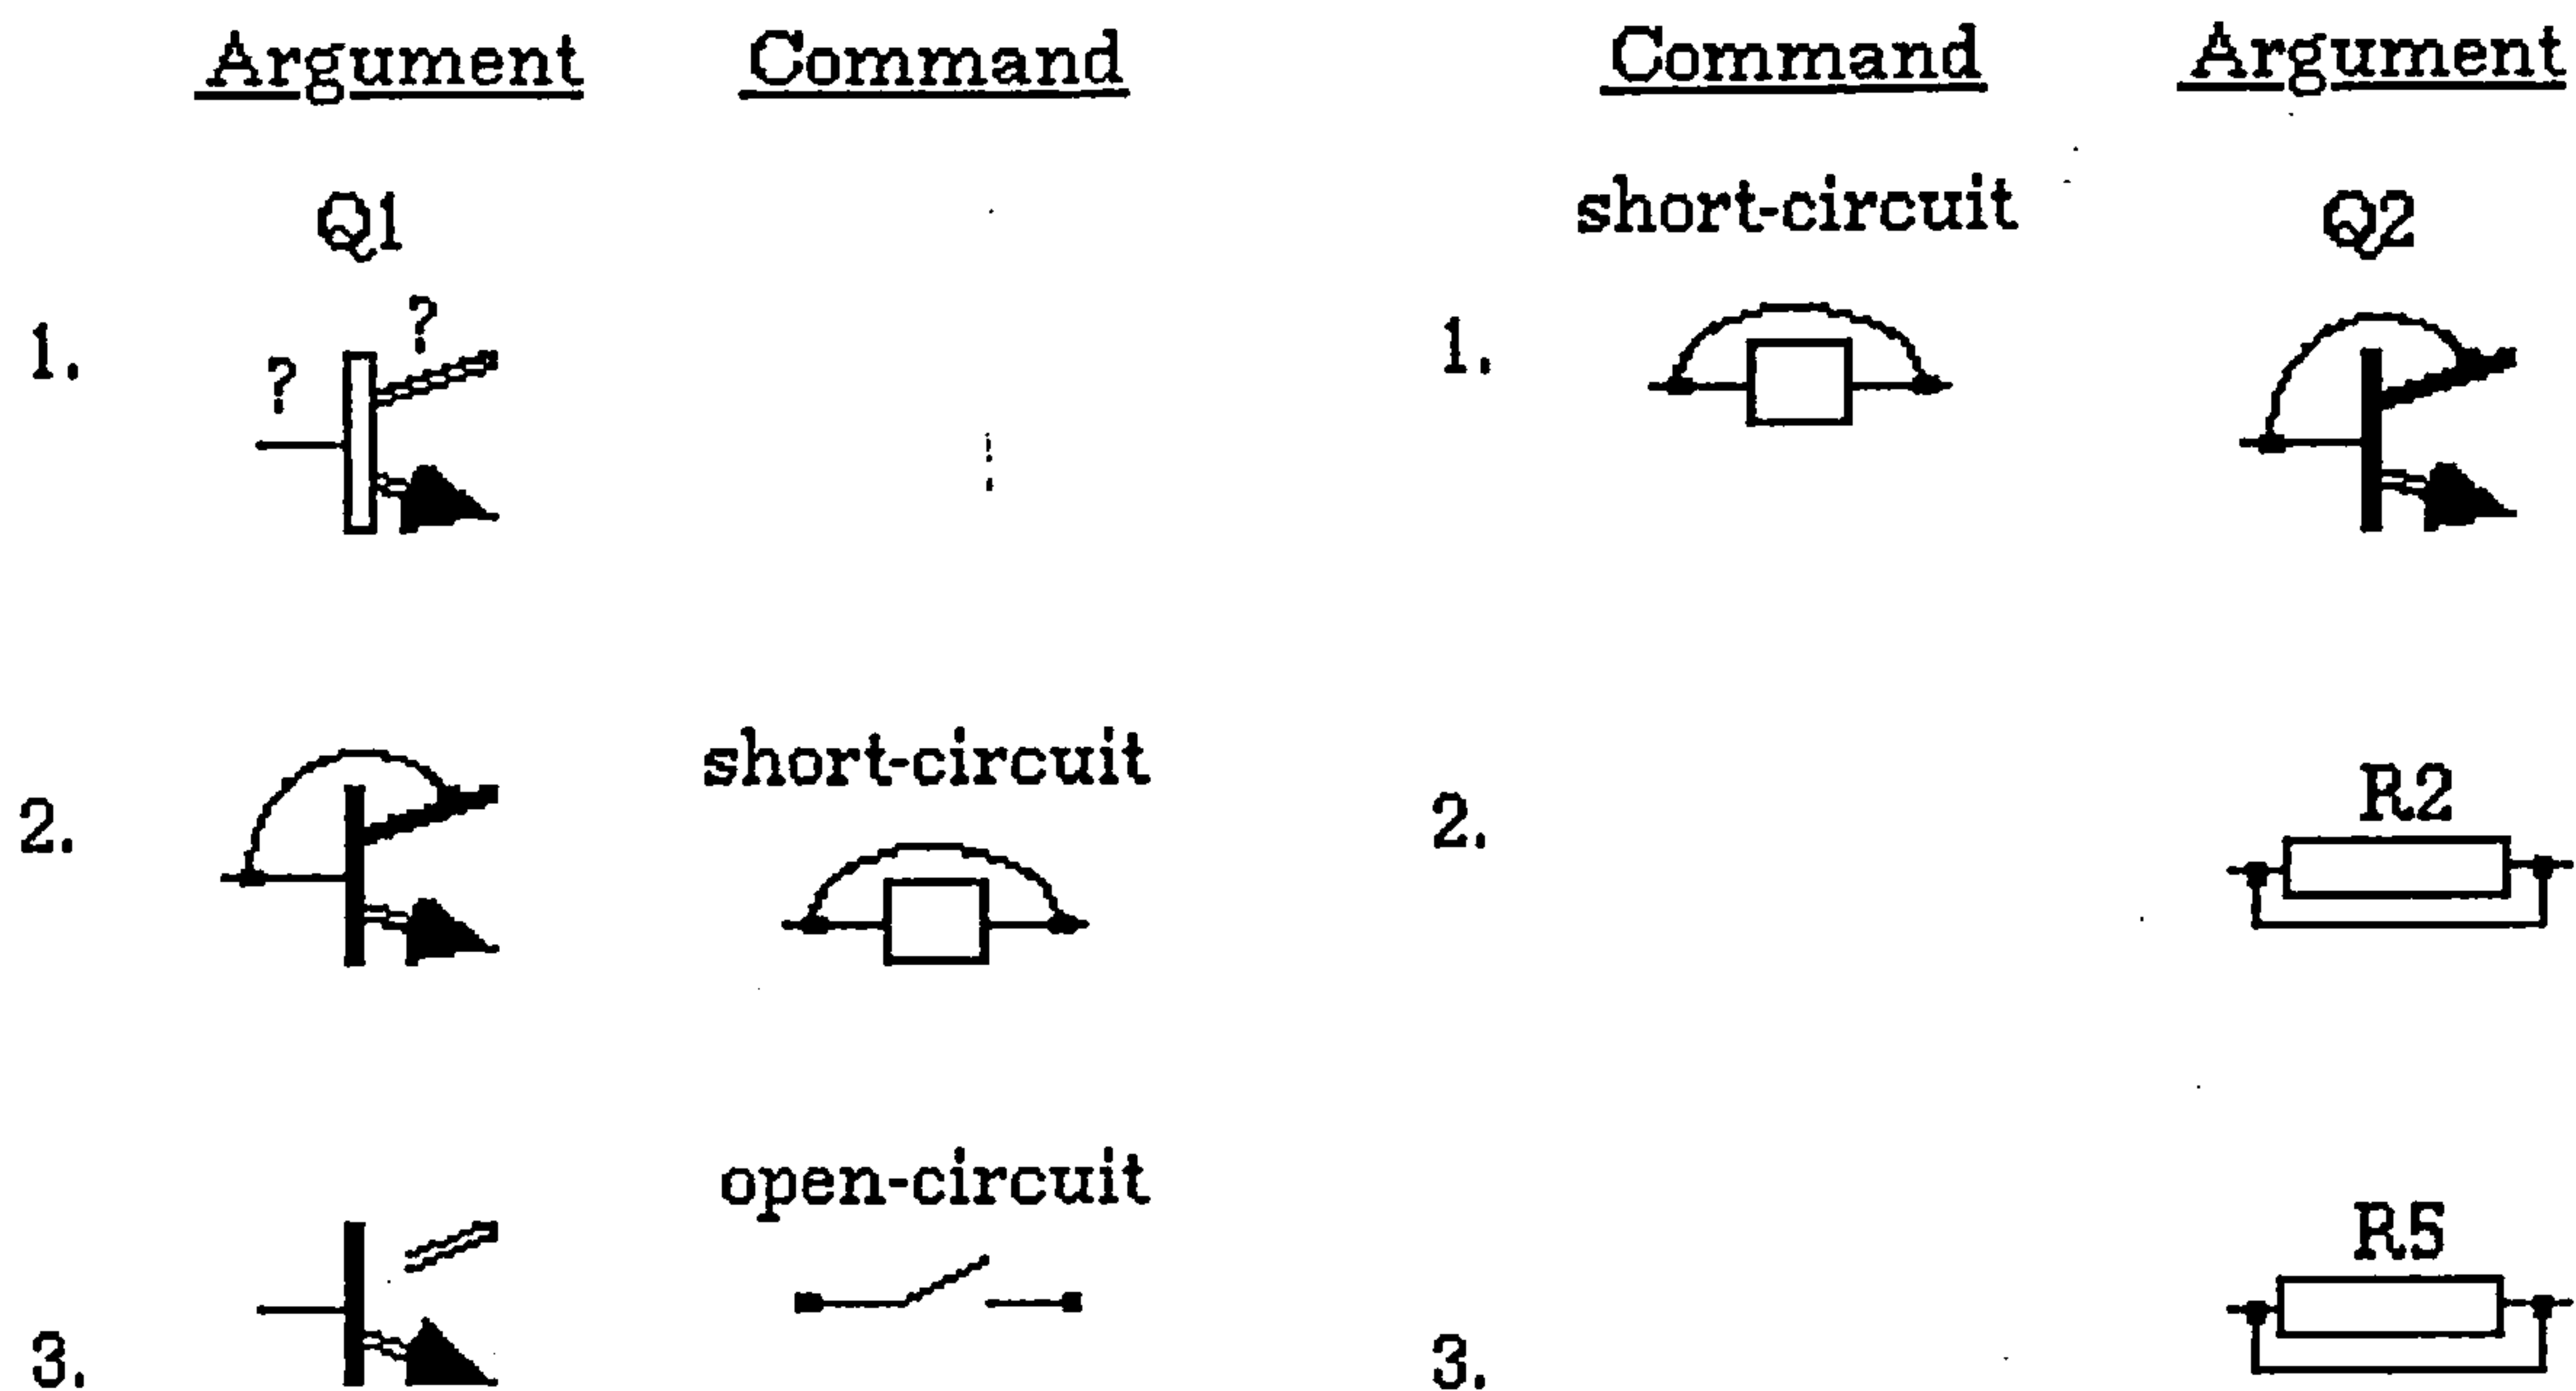 Argument Command Command Argument
Q1 short-circuit Q2
?
?
1. 1.
short-circuit R2
2. 2.
open-circuit R5
3. 3.